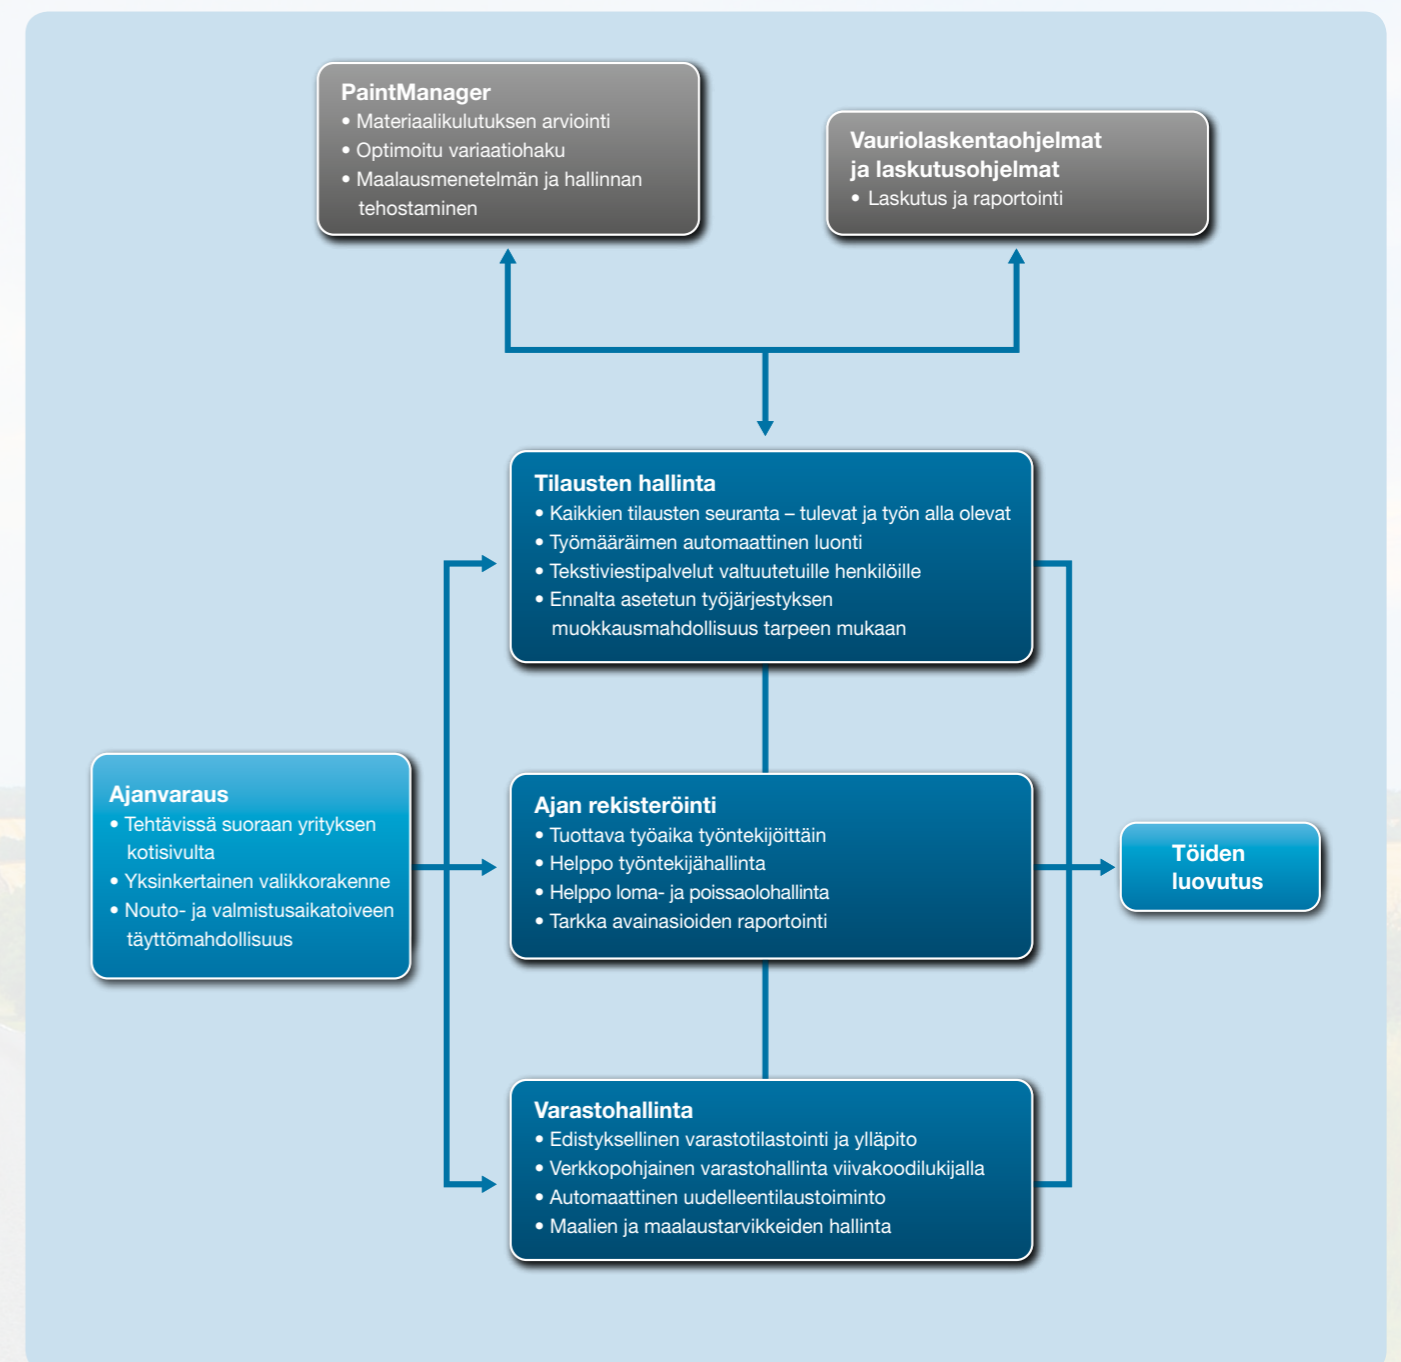 PaintManager
• Materiaalikulutuksen arviointi
• Optimoitu variaatiohaku
• Maalausmenetelmän ja hallinnan
tehostaminen
Vauriolaskentaohjelmat
ja laskutusohjelmat
• Laskutus ja raportointi
Tilausten hallinta
• Kaikkien tilausten seuranta – tulevat ja työn alla olevat
• Työmääräimen automaattinen luonti
• Tekstiviestipalvelut valtuutetuille henkilöille
• Ennalta asetetun työjärjestyksen
muokkausmahdollisuus tarpeen mukaan
Ajanvaraus
• Tehtävissä suoraan yrityksen
kotisivulta
• Yksinkertainen valikkorakenne
• Nouto- ja valmistusaikatoiveen
täyttömahdollisuus
Ajan rekisteröinti
• Tuottava työaika työntekijöittäin
• Helppo työntekijähallinta
• Helppo loma- ja poissaolohallinta
• Tarkka avainasioiden raportointi
Töiden
luovutus
Varastohallinta
• Edistyksellinen varastotilastointi ja ylläpito
• Verkkopohjainen varastohallinta viivakoodilukijalla
• Automaattinen uudelleentilaustoiminto
• Maalien ja maalaustarvikkeiden hallinta